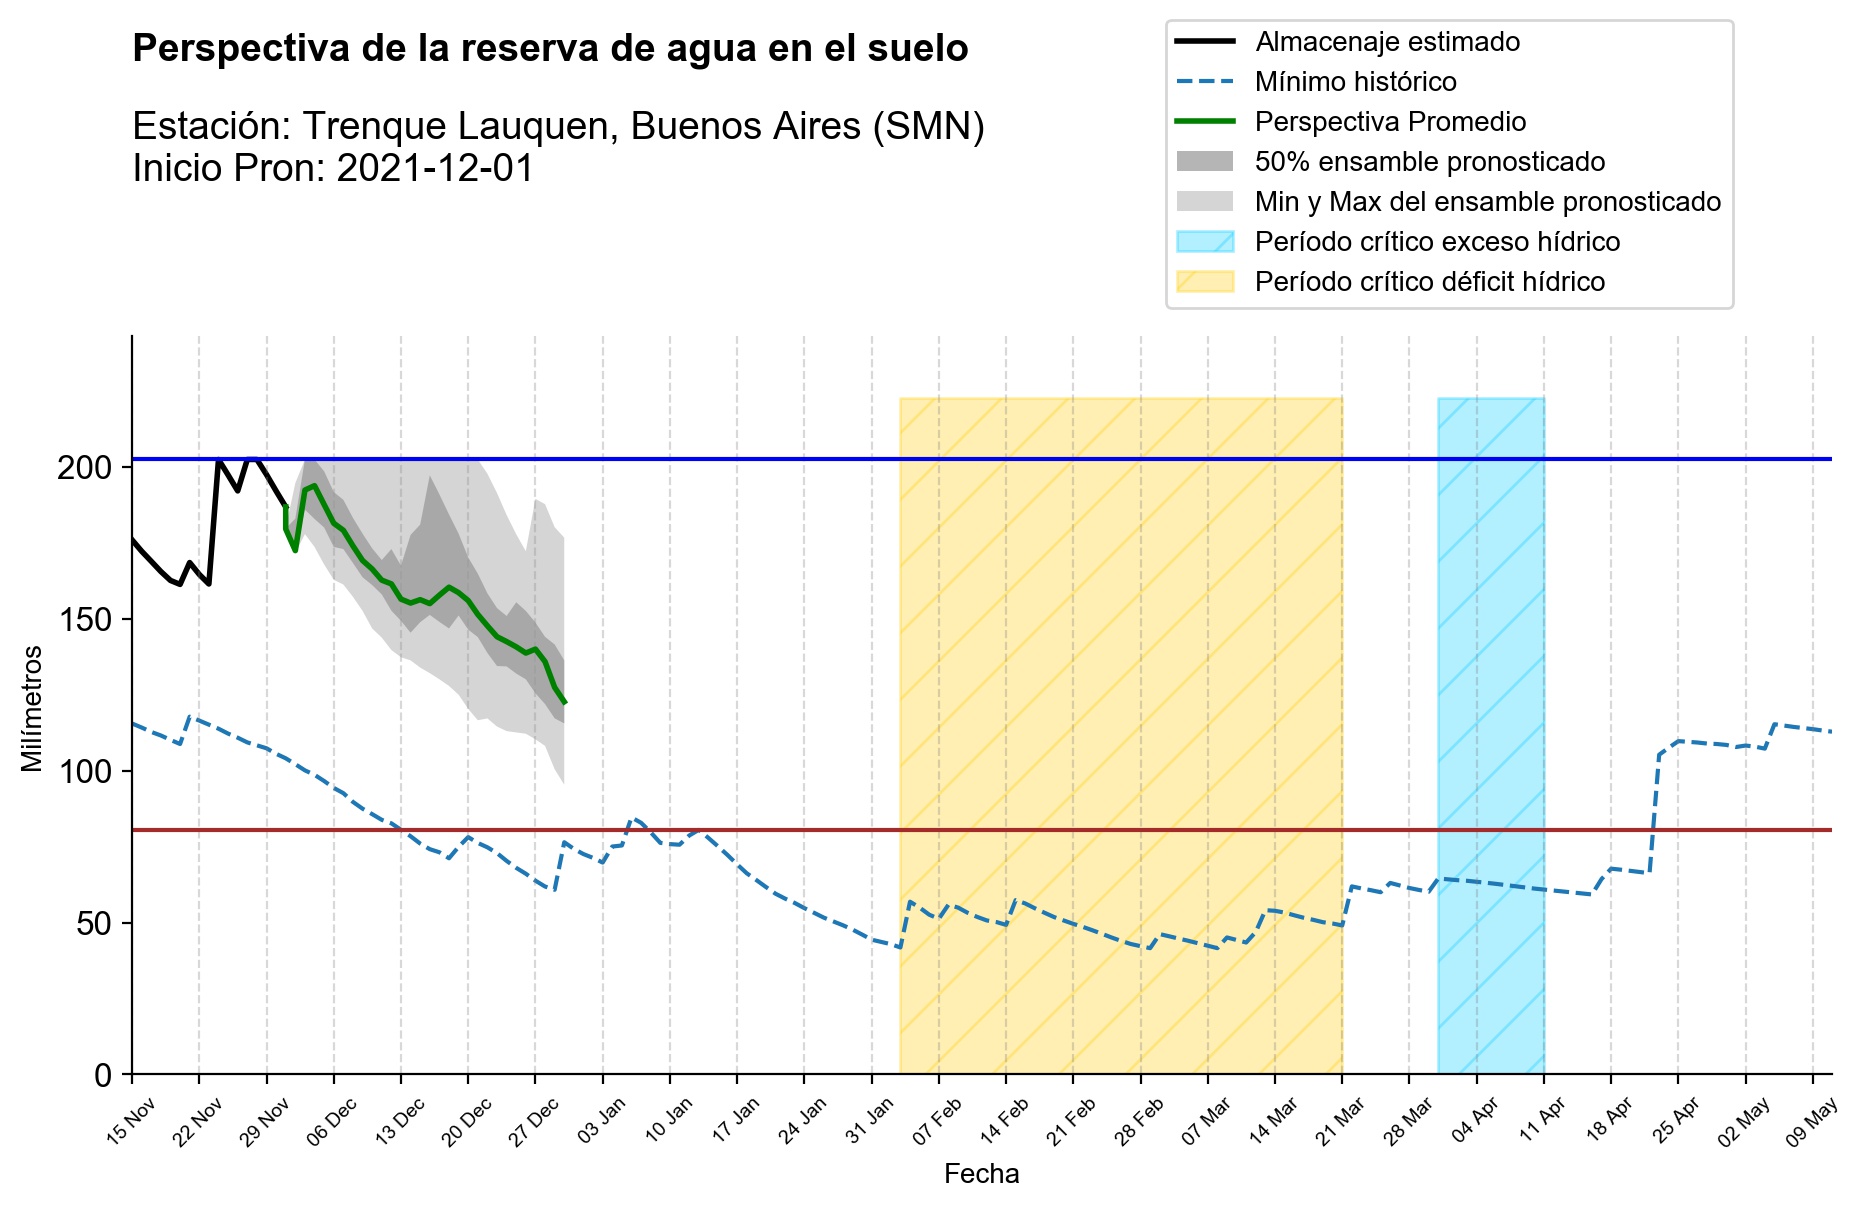 Perspectiva de la reserva de agua en el suelo
Estación: Trenque Lauquen, Buenos Aires (SMN)
Inicio Pron: 2021-12-01
Almacenaje estimado
Mínimo histórico
Perspectiva Promedio
50% ensamble pronosticado
Min y Max del ensamble pronosticado
Período crítico exceso hídrico
Período crítico déficit hídrico
Milímetros
200
150
100
50
0
15 Nov
22 Nov
29 Nov
06 Dec
13 Dec
20 Dec
27 Dec
03 Jan
10 Jan
17 Jan
24 Jan
31 Jan
07 Feb
14 Feb
21 Feb
28 Feb
07 Mar
14 Mar
21 Mar
28 Mar
04 Apr
11 Apr
18 Apr
25 Apr
02 May
09 May
Fecha